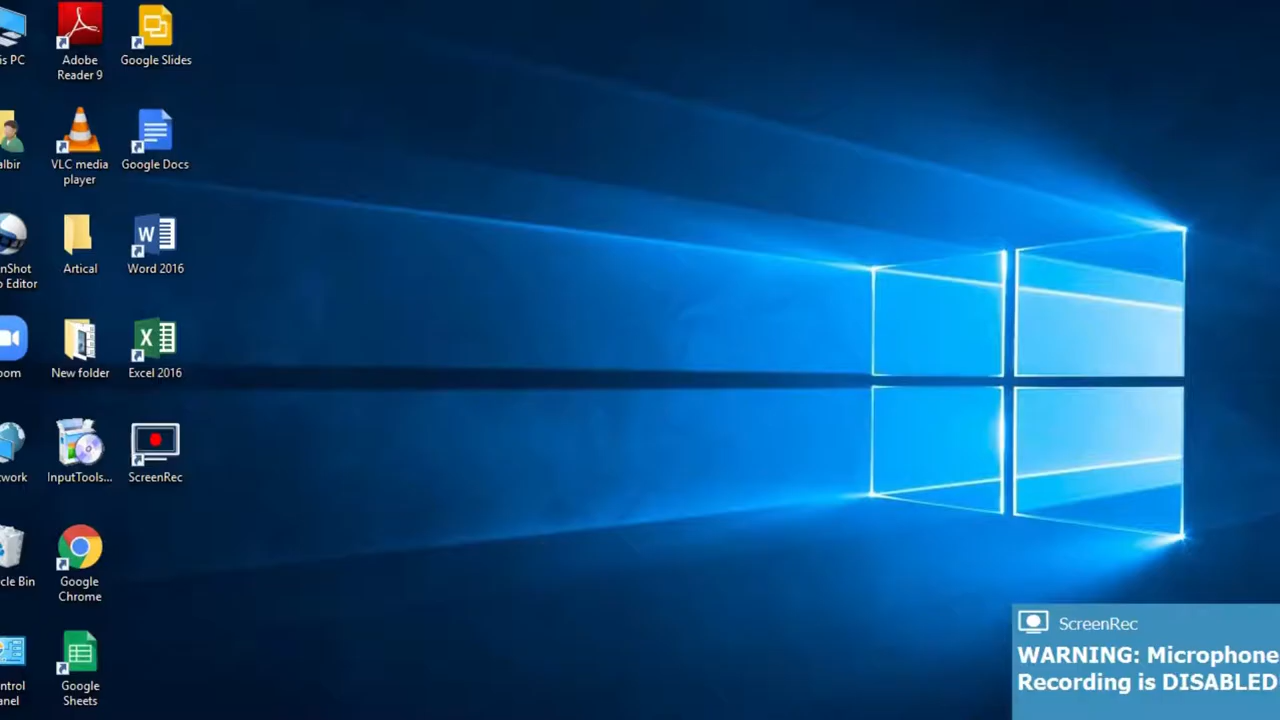 is PC
Adobe
Reader 9
Google Slides
albir
VLC media
player
Google Docs
nShot
o Editor
Artical
W
Word 2016
oom
New folder
X
Excel 2016
twork
InputTools...
ScreenRec
cle Bin
Google
Chrome
ntrol
anel
Google
Sheets
ScreenRec
WARNING: Microphone
Recording is DISABLED